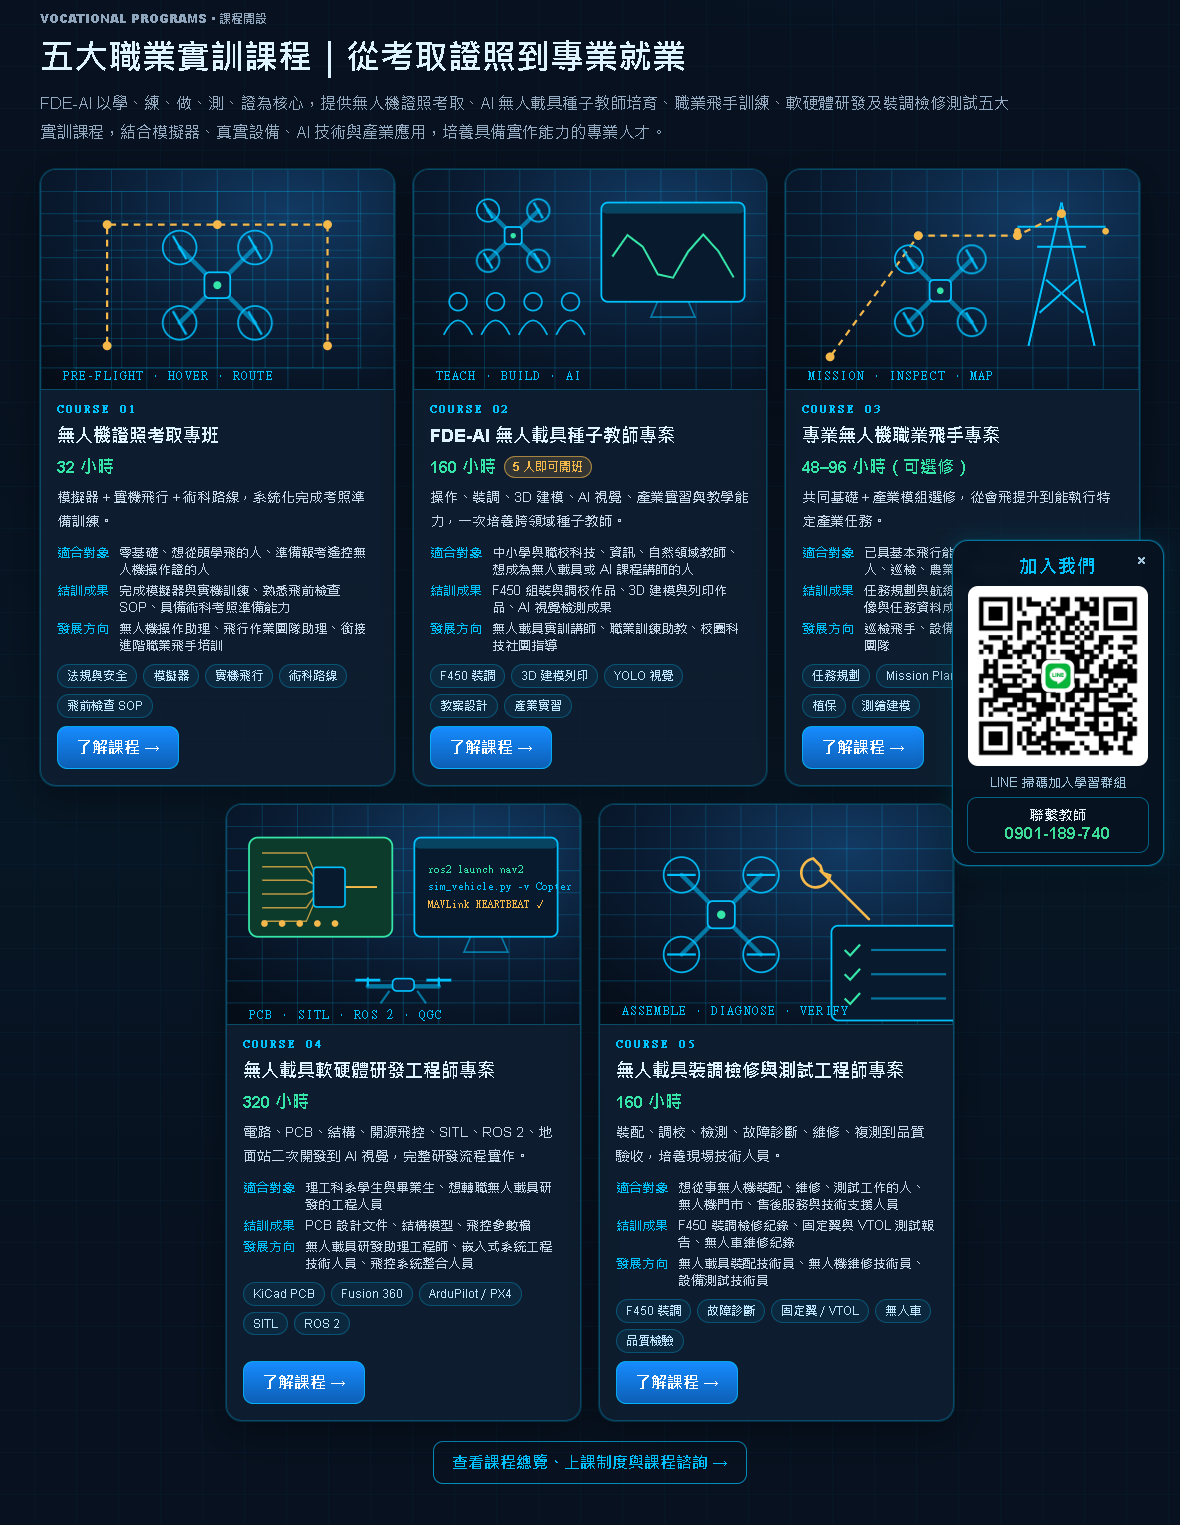 VOCATIONAL PROGRAMS • 課程開設
五大職業實訓課程｜從考取證照到專業就業
FDE-AI 以學、練、做、測、證為核心，提供無人機證照考取、AI 無人載具種子教師培育、職業飛手訓練、軟硬體研發及裝調檢修測試五大
實訓課程，結合模擬器、真實設備、AI 技術與產業應用，培養具備實作能力的專業人才。
PRE-FLIGHT · HOVER · ROUTE
COURSE 01
無人機證照考取專班
32 小時
模擬器＋實機飛行＋術科路線，系統化完成考照準
備訓練。
適合對象 零基礎、想從頭學飛的人、準備報考遙控無
人機操作證的人
結訓成果 完成模擬器與實機訓練、熟悉飛前檢查
SOP、具備術科考照準備能力
發展方向 無人機操作助理、飛行作業團隊助理、銜接
進階職業飛手培訓
法規與安全 模擬器 實機飛行 術科路線
飛前檢查 SOP
了解課程 →
TEACH · BUILD · AI
COURSE 02
FDE-AI 無人載具種子教師專案
160 小時 5 人即可開班
操作、裝調、3D 建模、AI 視覺、產業實習與教學能
力，一次培養跨領域種子教師。
適合對象 中小學與職校科技、資訊、自然領域教師、
想成為無人載具或 AI 課程講師的人
結訓成果 F450 組裝與調校作品、3D 建模與列印作
品、AI 視覺檢測成果
發展方向 無人載具實訓講師、職業訓練助教、校園科
技社團指導
F450 裝調 3D 建模列印 YOLO 視覺
教案設計 產業實習
了解課程 →
MISSION · INSPECT · MAP
COURSE 03
專業無人機職業飛手專案
48–96 小時（可選修）
共同基礎＋產業模組選修，從會飛提升到能執行特
定產業任務。
適合對象 已具基本飛行能
人、巡檢、農業
結訓成果 任務規劃與航線
像與任務資料成
發展方向 巡檢飛手、設備
團隊
任務規劃 Mission Plan
植保 測繪建模
了解課程 →
加入我們 ×
LINE
LINE 掃碼加入學習群組
聯繫教師
0901-189-740
ros2 launch nav2
sim_vehicle.py -v Copter
MAVLink HEARTBEAT ✓
PCB · SITL · ROS 2 · QGC
COURSE 04
無人載具軟硬體研發工程師專案
320 小時
電路、PCB、結構、開源飛控、SITL、ROS 2、地
面站二次開發到 AI 視覺，完整研發流程實作。
適合對象 理工科系學生與畢業生、想轉職無人載具研
發的工程人員
結訓成果 PCB 設計文件、結構模型、飛控參數檔
發展方向 無人載具研發助理工程師、嵌入式系統工程
技術人員、飛控系統整合人員
KiCad PCB Fusion 360 ArduPilot / PX4
SITL ROS 2
了解課程 →
ASSEMBLE · DIAGNOSE · VERIFY
COURSE 05
無人載具裝調檢修與測試工程師專案
160 小時
裝配、調校、檢測、故障診斷、維修、複測到品質
驗收，培養現場技術人員。
適合對象 想從事無人機裝配、維修、測試工作的人、
無人機門市、售後服務與技術支援人員
結訓成果 F450 裝調檢修紀錄、固定翼與 VTOL 測試報
告、無人車維修紀錄
發展方向 無人載具裝配技術員、無人機維修技術員、
設備測試技術員
F450 裝調 故障診斷 固定翼 / VTOL 無人車
品質檢驗
了解課程 →
查看課程總覽、上課制度與課程諮詢 →